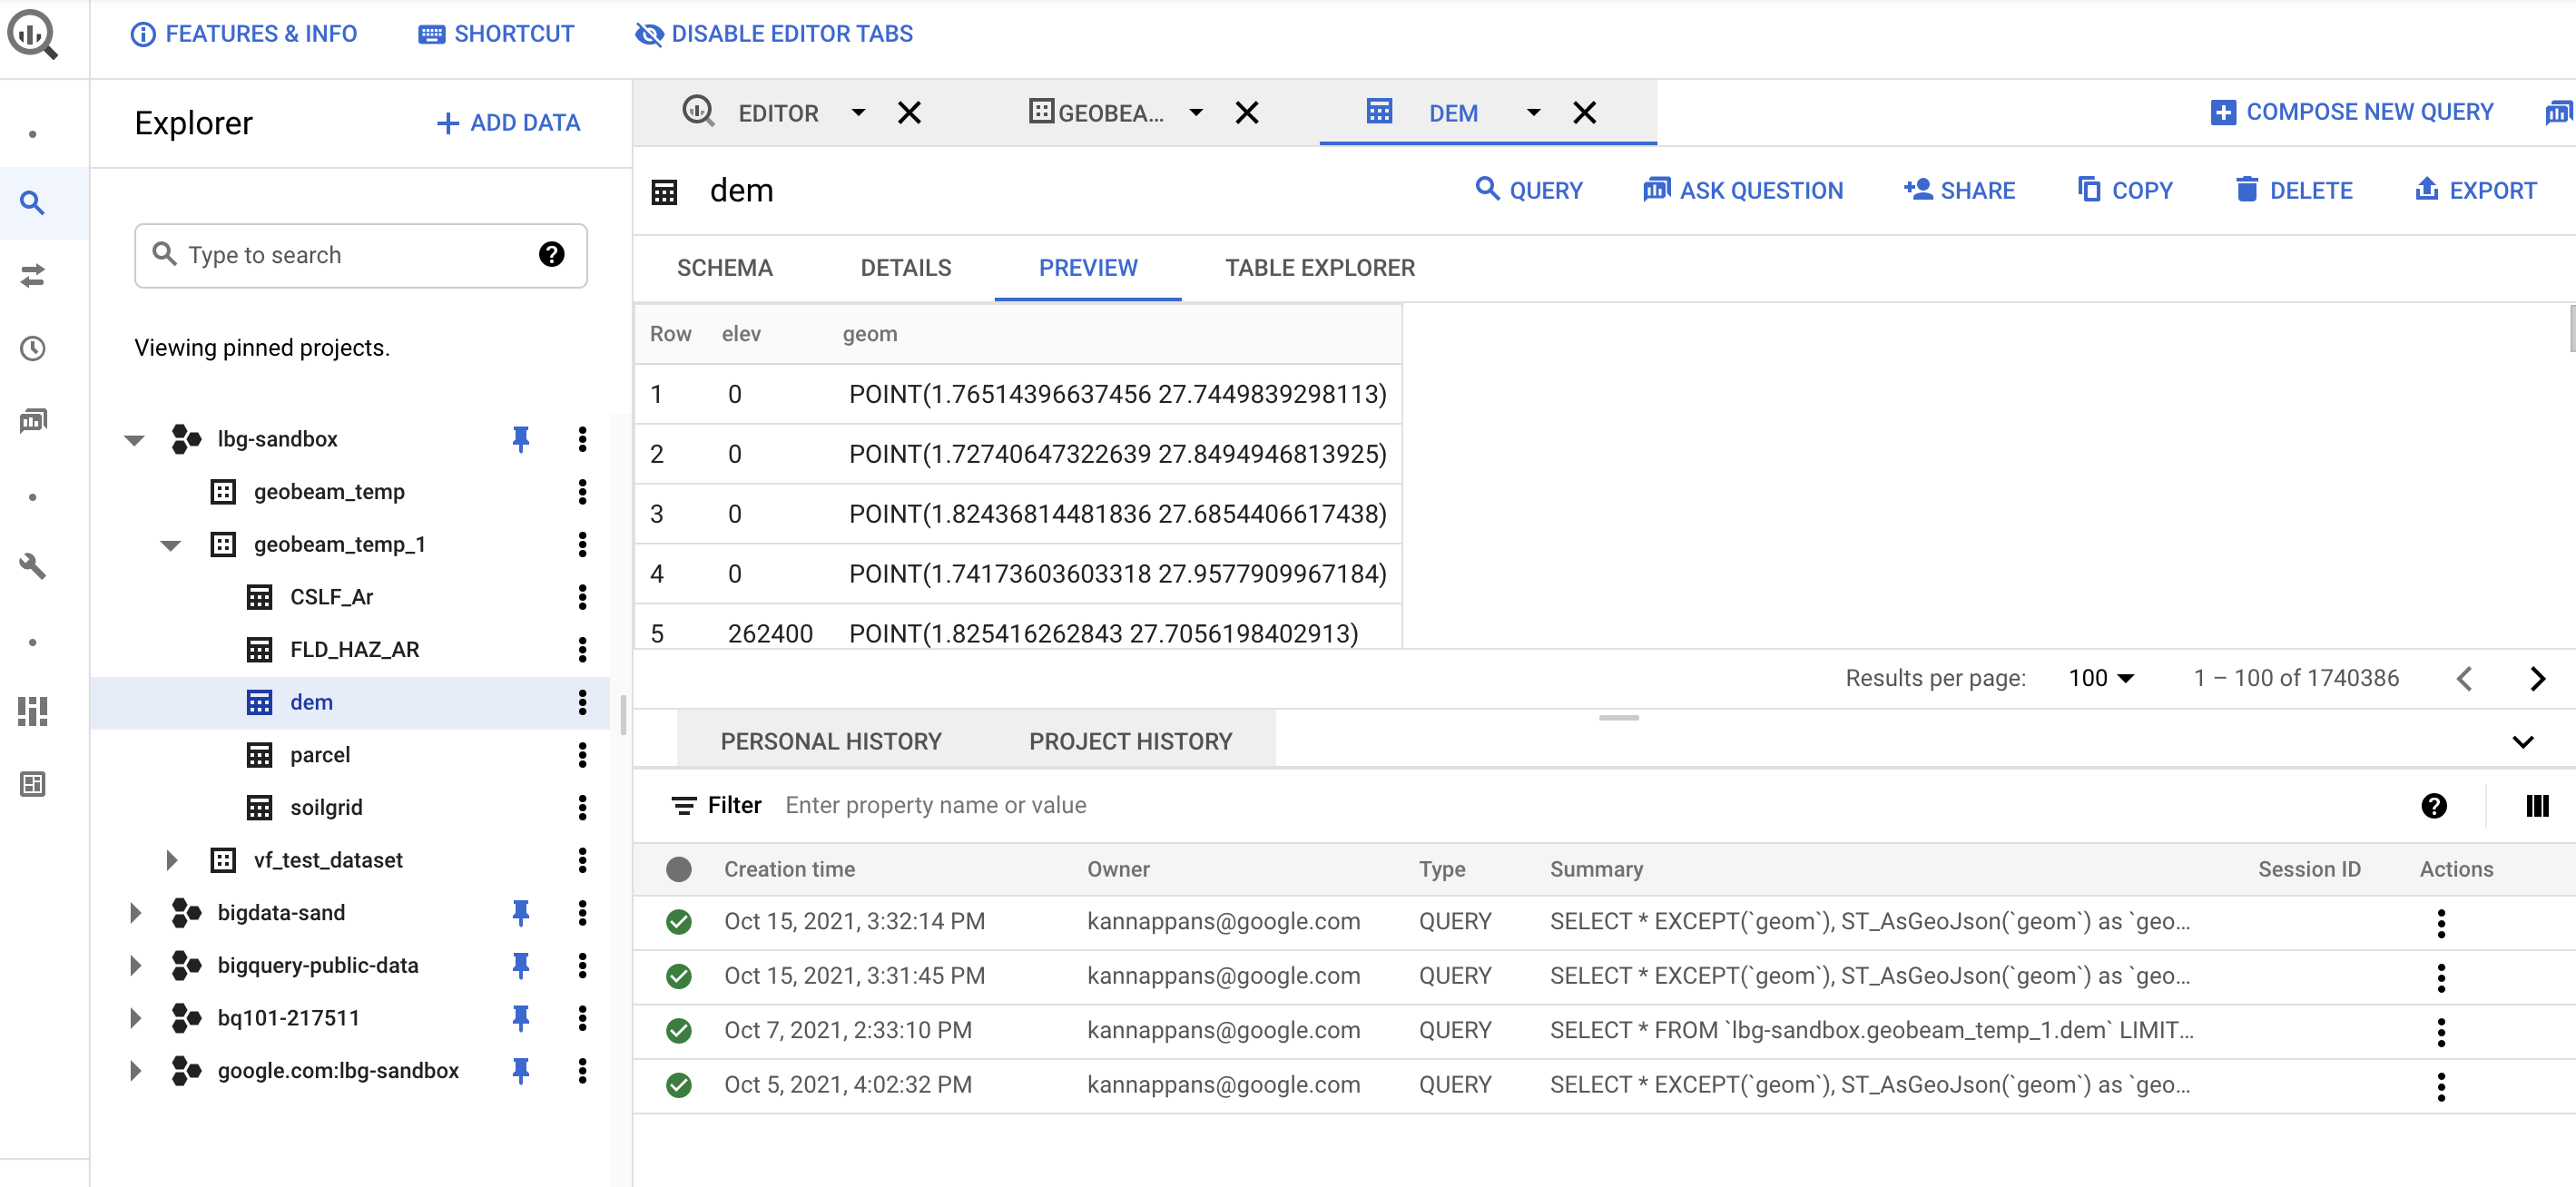 FEATURES & INFO SHORTCUT DISABLE EDITOR TABS
Explorer ADD DATA
Type to search
Viewing pinned projects.
lbg-sandbox
geobeam_temp
geobeam_temp_1
CSLF_Ar
FLD_HAZ_AR
dem
parcel
soilgrid
vf_test_dataset
bigdata-sand
bigquery-public-data
bq101-217511
google.com:lbg-sandbox
EDITOR GEOBEA... DEM COMPOSE NEW QUERY
dem QUERY ASK QUESTION SHARE COPY DELETE EXPORT
SCHEMA DETAILS PREVIEW TABLE EXPLORER
Row elev geom
1 0 POINT(1.76514396637456 27.7449839298113)
2 0 POINT(1.72740647322639 27.8494946813925)
3 0 POINT(1.82436814481836 27.6854406617438)
4 0 POINT(1.74173603603318 27.9577909967184)
5 262400 POINT(1.825416262843 27.7056198402913)
Results per page: 100 1 – 100 of 1740386
PERSONAL HISTORY PROJECT HISTORY
Filter Enter property name or value
Creation time Owner Type Summary Session ID Actions
Oct 15, 2021, 3:32:14 PM kannappans@google.com QUERY SELECT * EXCEPT(`geom`), ST_AsGeoJson(`geom`) as `geo...
Oct 15, 2021, 3:31:45 PM kannappans@google.com QUERY SELECT * EXCEPT(`geom`), ST_AsGeoJson(`geom`) as `geo...
Oct 7, 2021, 2:33:10 PM kannappans@google.com QUERY SELECT * FROM `lbg-sandbox.geobeam_temp_1.dem` LIMIT...
Oct 5, 2021, 4:02:32 PM kannappans@google.com QUERY SELECT * EXCEPT(`geom`), ST_AsGeoJson(`geom`) as `geo...